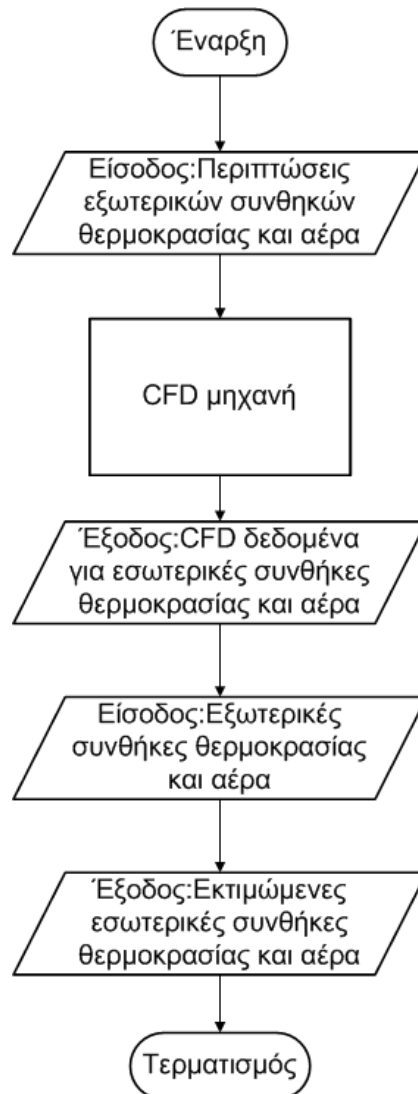 Έναρξη
Είσοδος:Περιπτώσεις
εξωτερικών συνθηκών
θερμοκρασίας και αέρα
CFD μηχανή
Έξοδος:CFD δεδομένα
για εσωτερικές συνθήκες
θερμοκρασίας και αέρα
Είσοδος:Εξωτερικές
συνθήκες θερμοκρασίας
και αέρα
Έξοδος:Εκτιμώμενες
εσωτερικές συνθήκες
θερμοκρασίας και αέρα
Τερματισμός